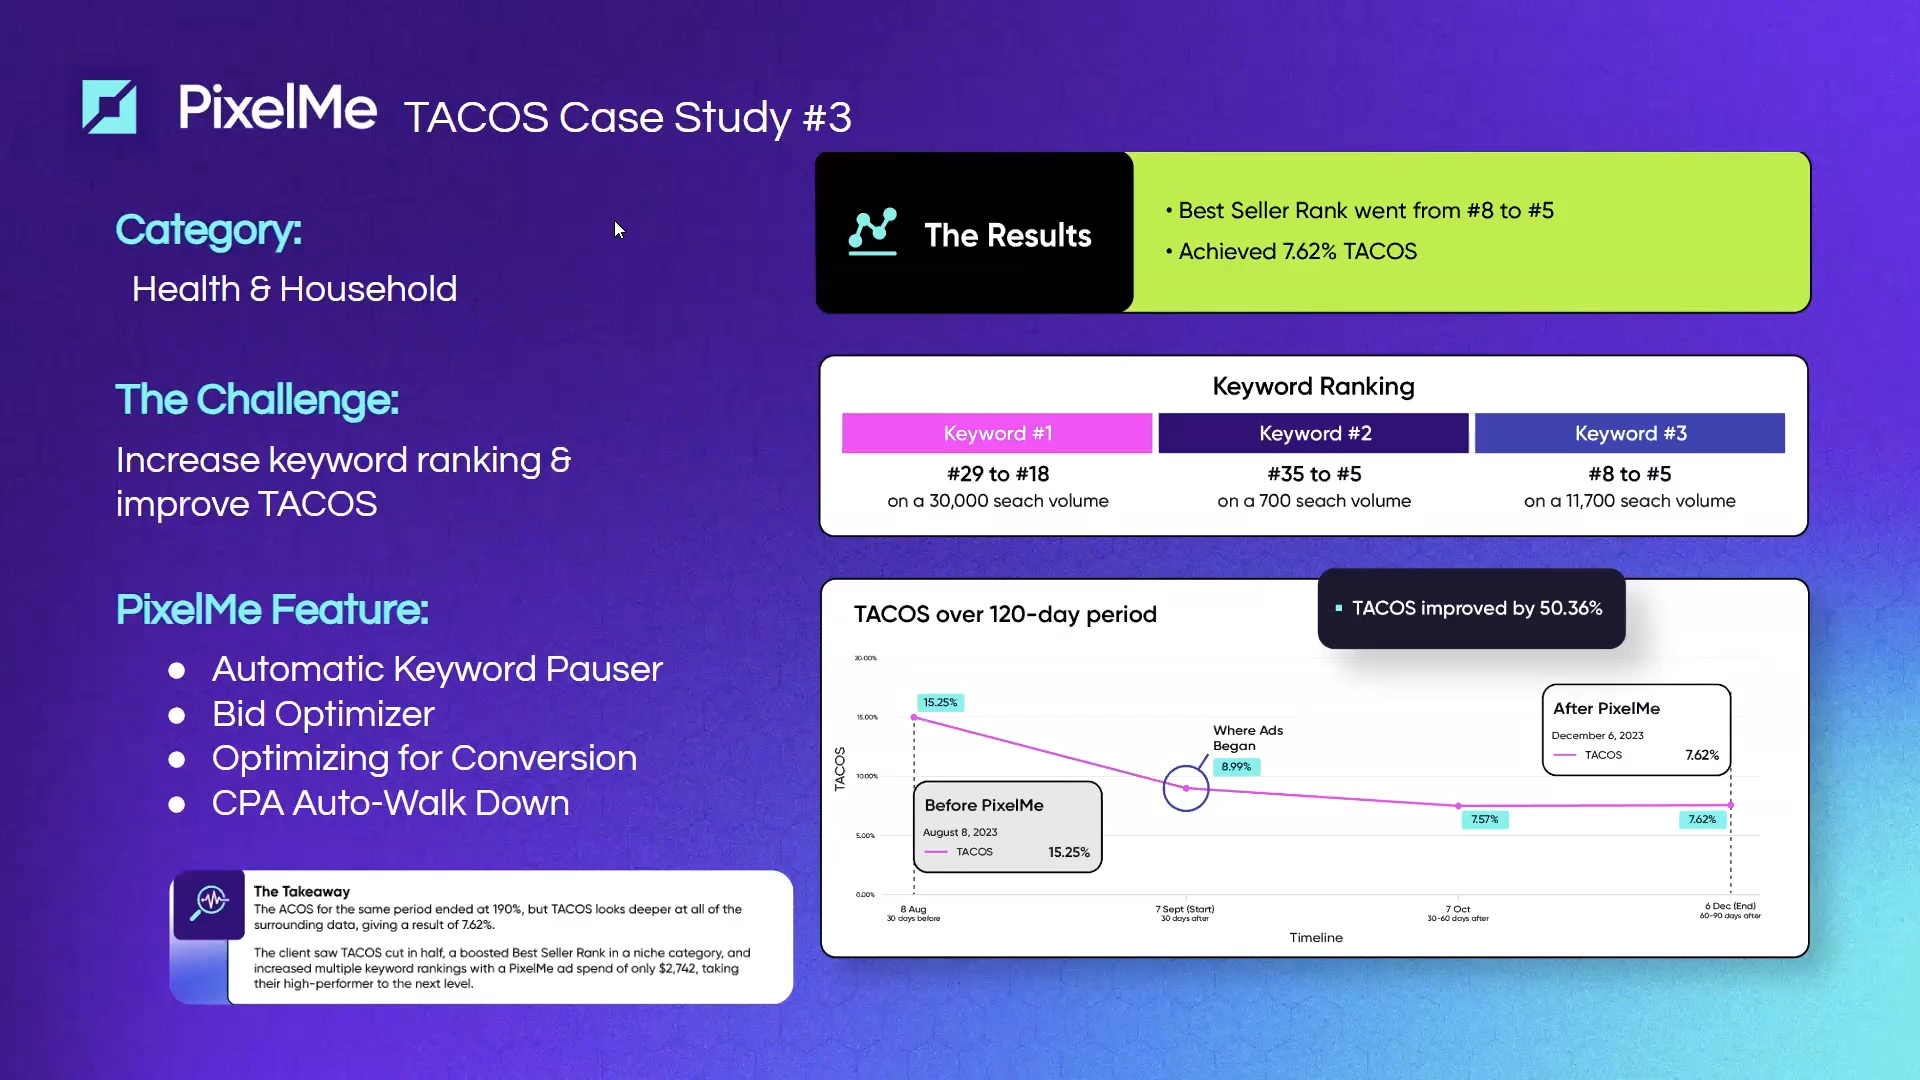 PixelMe TACOS Case Study #3
Category:
Health & Household
The Challenge:
Increase keyword ranking &
improve TACOS
PixelMe Feature:
● Automatic Keyword Pauser
● Bid Optimizer
● Optimizing for Conversion
● CPA Auto-Walk Down
The Takeaway
The ACOS for the same period ended at 190%, but TACOS looks deeper at all of the
surrounding data, giving a result of 7.62%.
The client saw TACOS cut in half, a boosted Best Seller Rank in a niche category, and
increased multiple keyword rankings with a PixelMe ad spend of only $2,742, taking
their high-performer to the next level.
The Results
• Best Seller Rank went from #8 to #5
• Achieved 7.62% TACOS
Keyword Ranking
Keyword #1 Keyword #2 Keyword #3
#29 to #18 #35 to #5 #8 to #5
on a 30,000 seach volume on a 700 seach volume on a 11,700 seach volume
TACOS over 120-day period
▪ TACOS improved by 50.36%
20.00%
15.00%
10.00%
5.00%
0.00%
TACOS
15.25%
Before PixelMe
August 8, 2023
TACOS 15.25%
Where Ads
Began
8.99%
7.57%
7.62%
After PixelMe
December 6, 2023
TACOS 7.62%
8 Aug 7 Sept (Start) 7 Oct 6 Dec (End)
30 days before 30 days after 30-60 days after 60-90 days after
Timeline